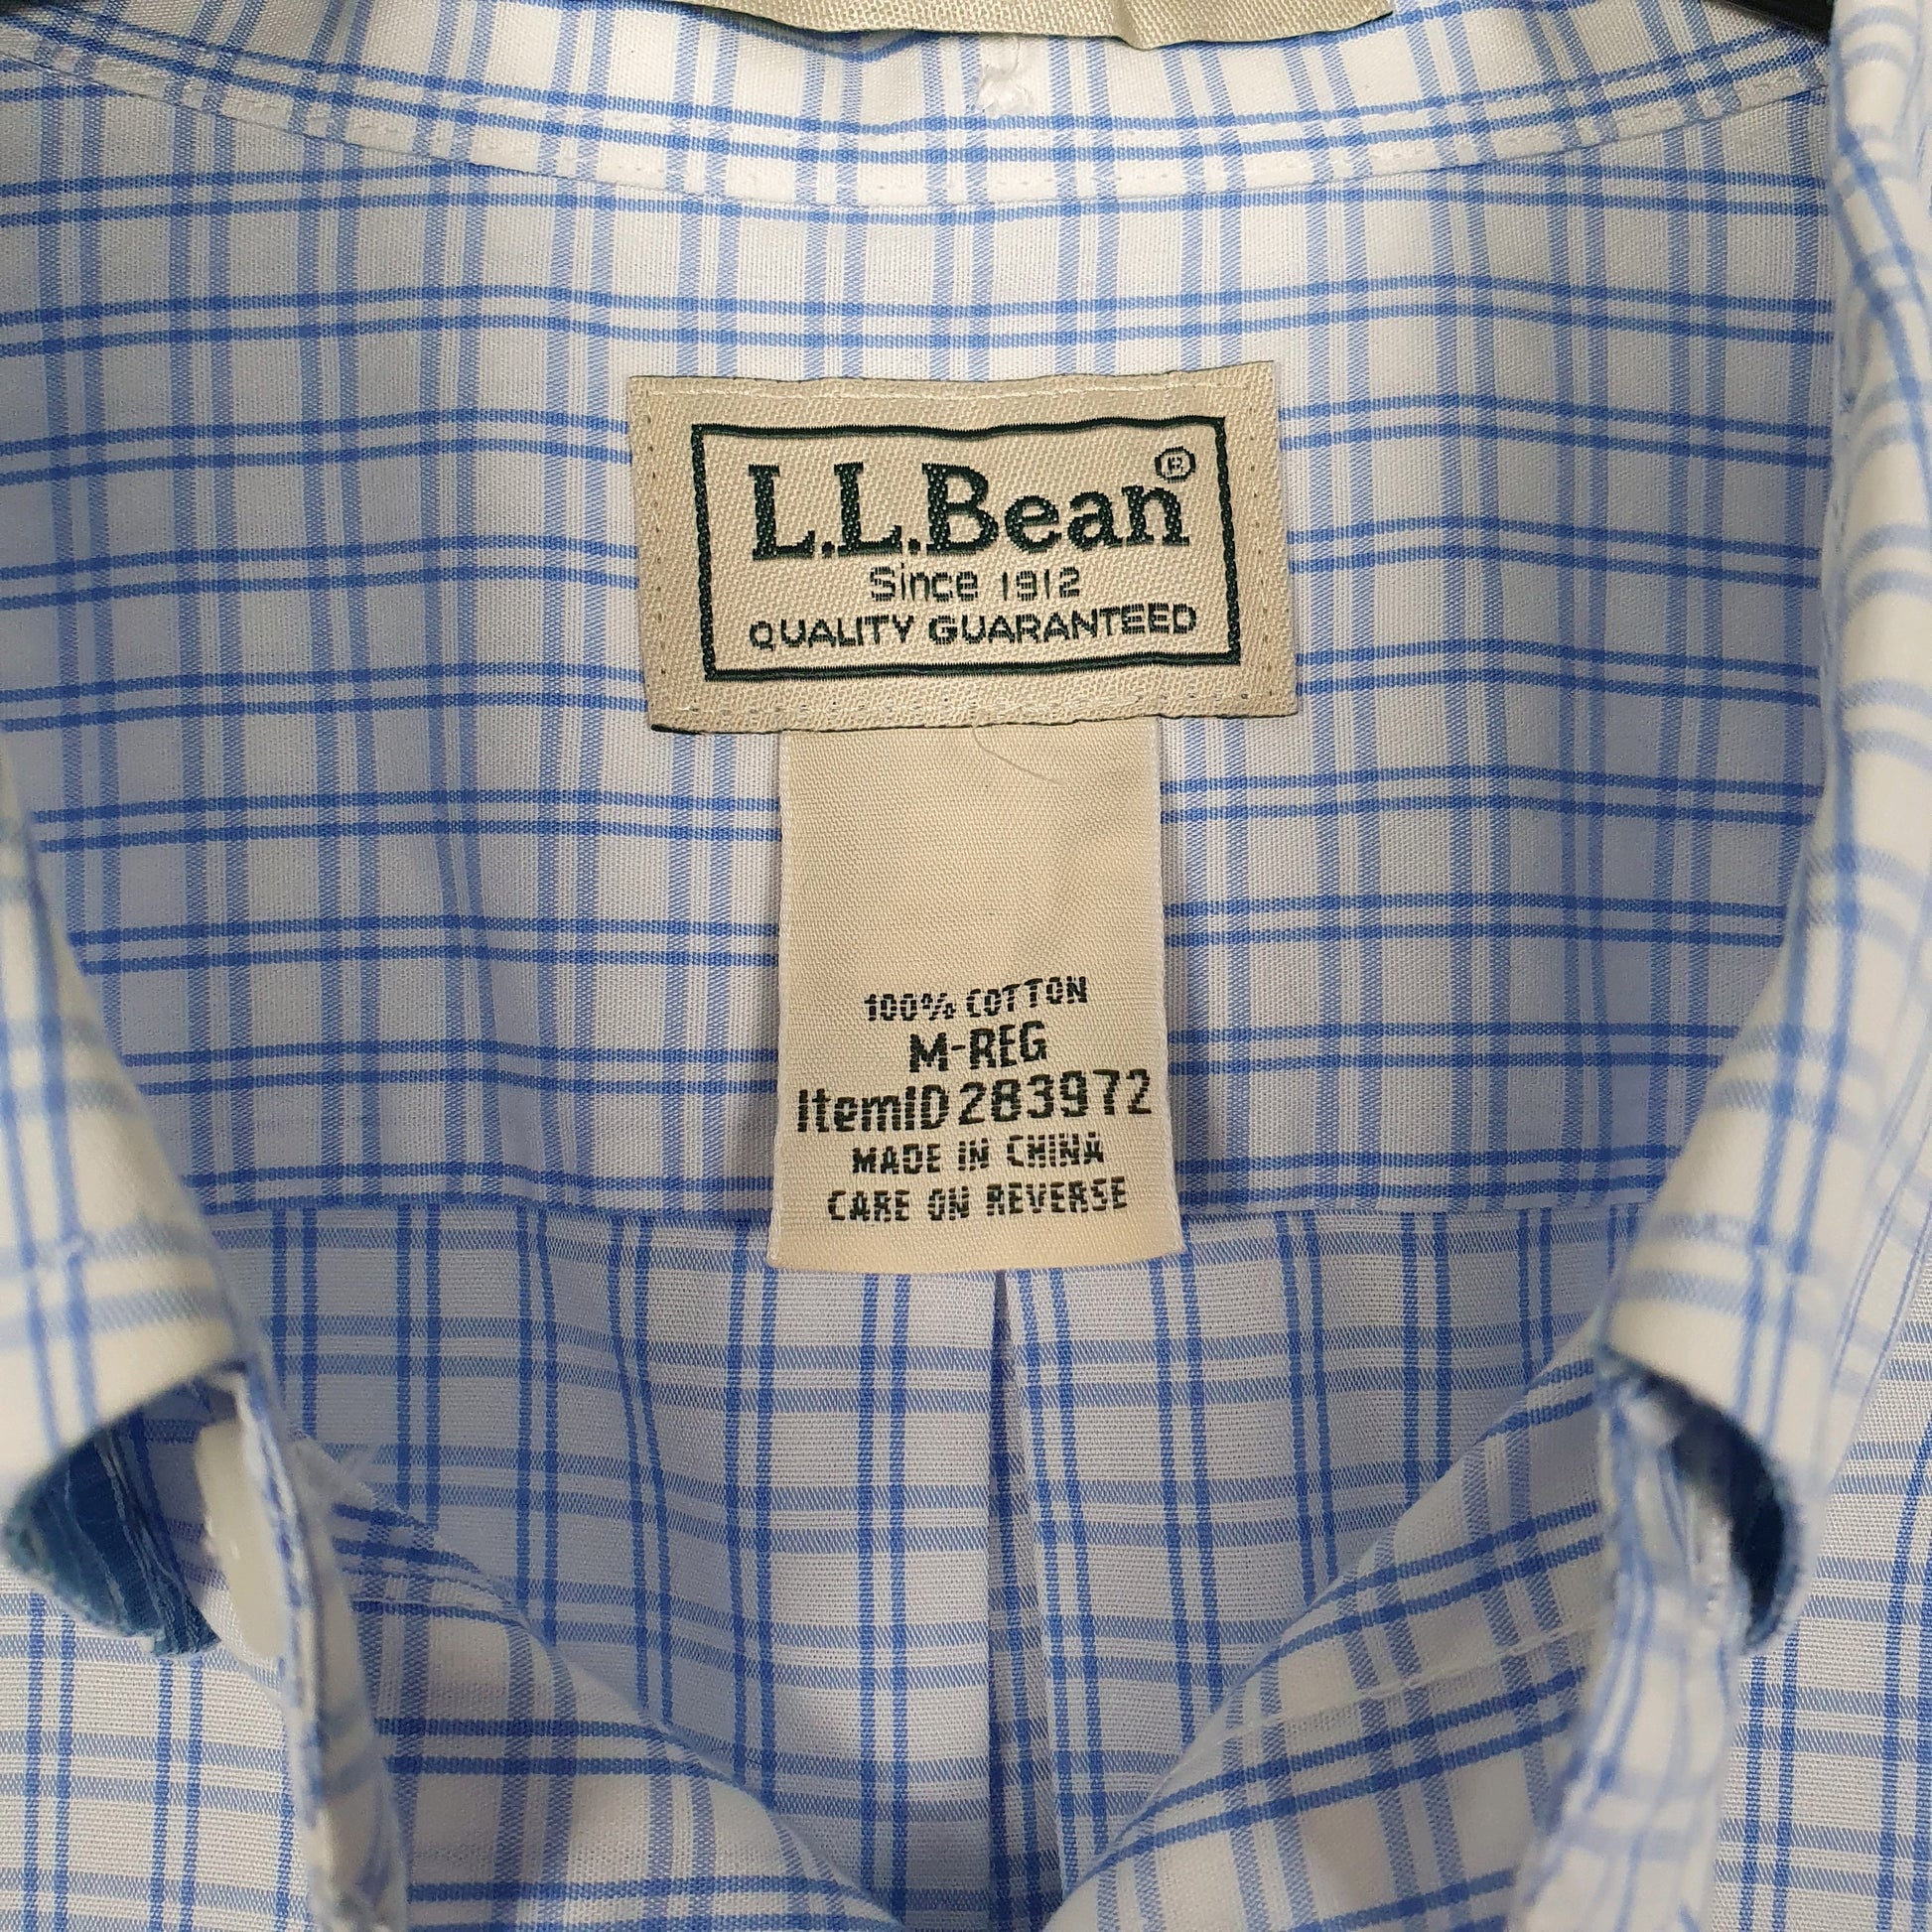 L.L.Bean®
Since 1912
QUALITY GUARANTEED
100% COTTON
M-REG
ItemID 283972
MADE IN CHINA
CARE ON REVERSE